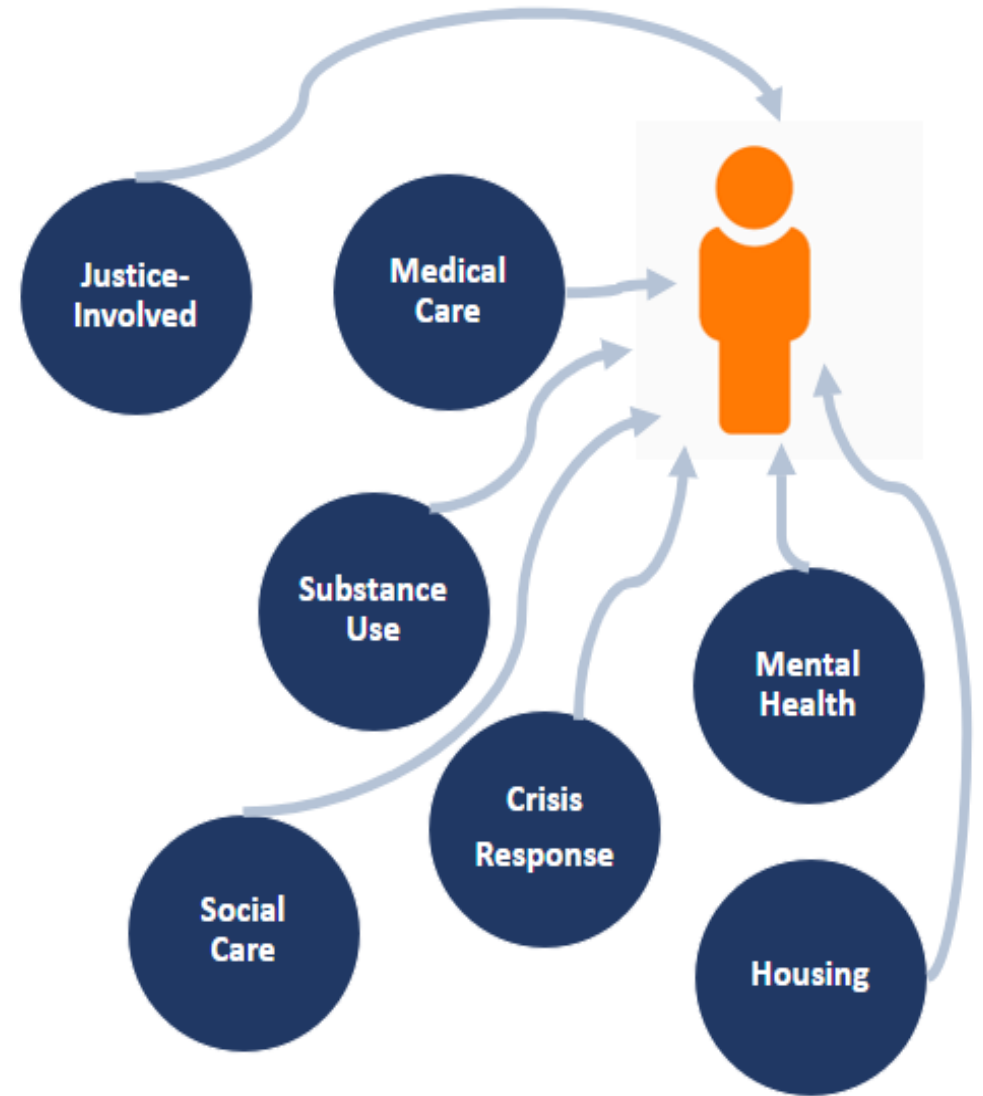 Justice-
Involved
Medical
Care
Substance
Use
Mental
Health
Crisis
Response
Social
Care
Housing